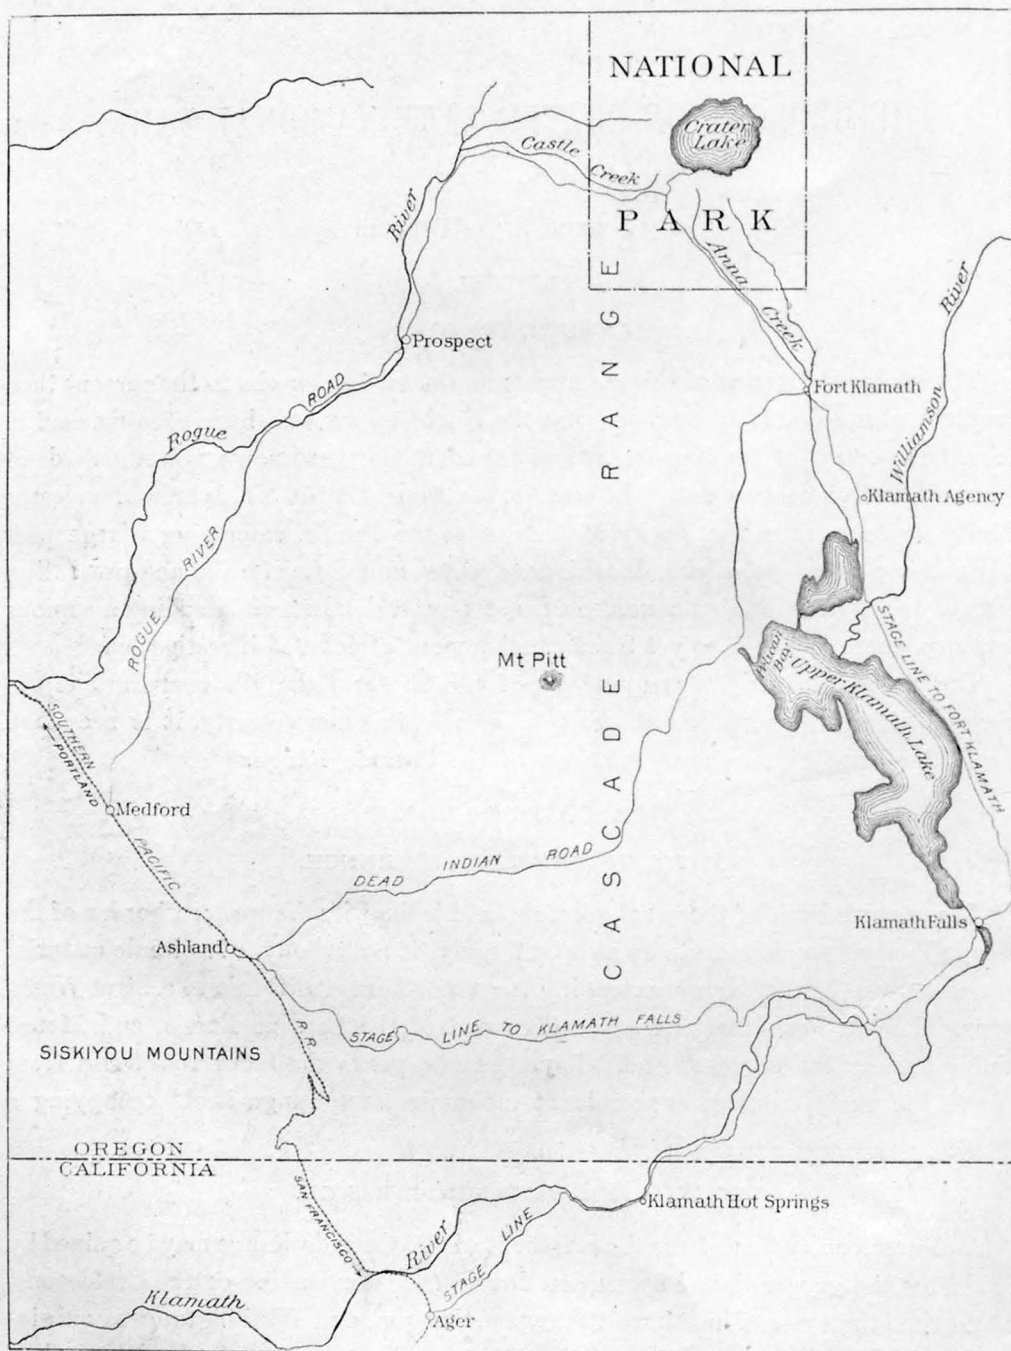 NATIONAL
Crater
Lake
PARK
Castle
Creek
River
Anna
Creek
River
Prospect
ROAD
Fort Klamath
Rogue
Williamson
Klamath Agency
RIVER
ROGUE
CASCADE RANGE
Mt Pitt
Pelican
Bay
Upper Klamath Lake
STAGE LINE TO FORT KLAMATH
SOUTHERN
PORTLAND
Medford
PACIFIC
DEAD INDIAN ROAD
Ashland
Klamath Falls
STAGE LINE TO KLAMATH FALLS
R.R.
SISKIYOU MOUNTAINS
OREGON
CALIFORNIA
SAN FRANCISCO
Klamath Hot Springs
River
STAGE LINE
Klamath
Ager